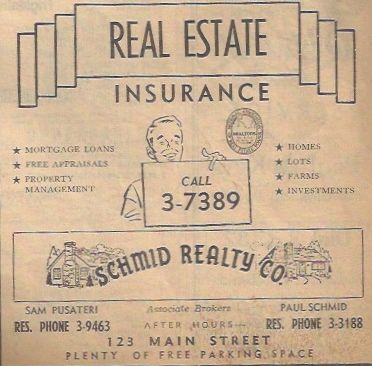 REAL ESTATE
INSURANCE
★ MORTGAGE LOANS
★ FREE APPRAISALS
★ PROPERTY MANAGEMENT
REALTORS
★ HOMES
★ LOTS
★ FARMS
★ INVESTMENTS
CALL
3-7389
SCHMID REALTY CO.
SAM PUSATERI Associate Brokers PAUL SCHMID
RES. PHONE 3-9463 AFTER HOURS— RES. PHONE 3-3188
123 MAIN STREET
PLENTY OF FREE PARKING SPACE